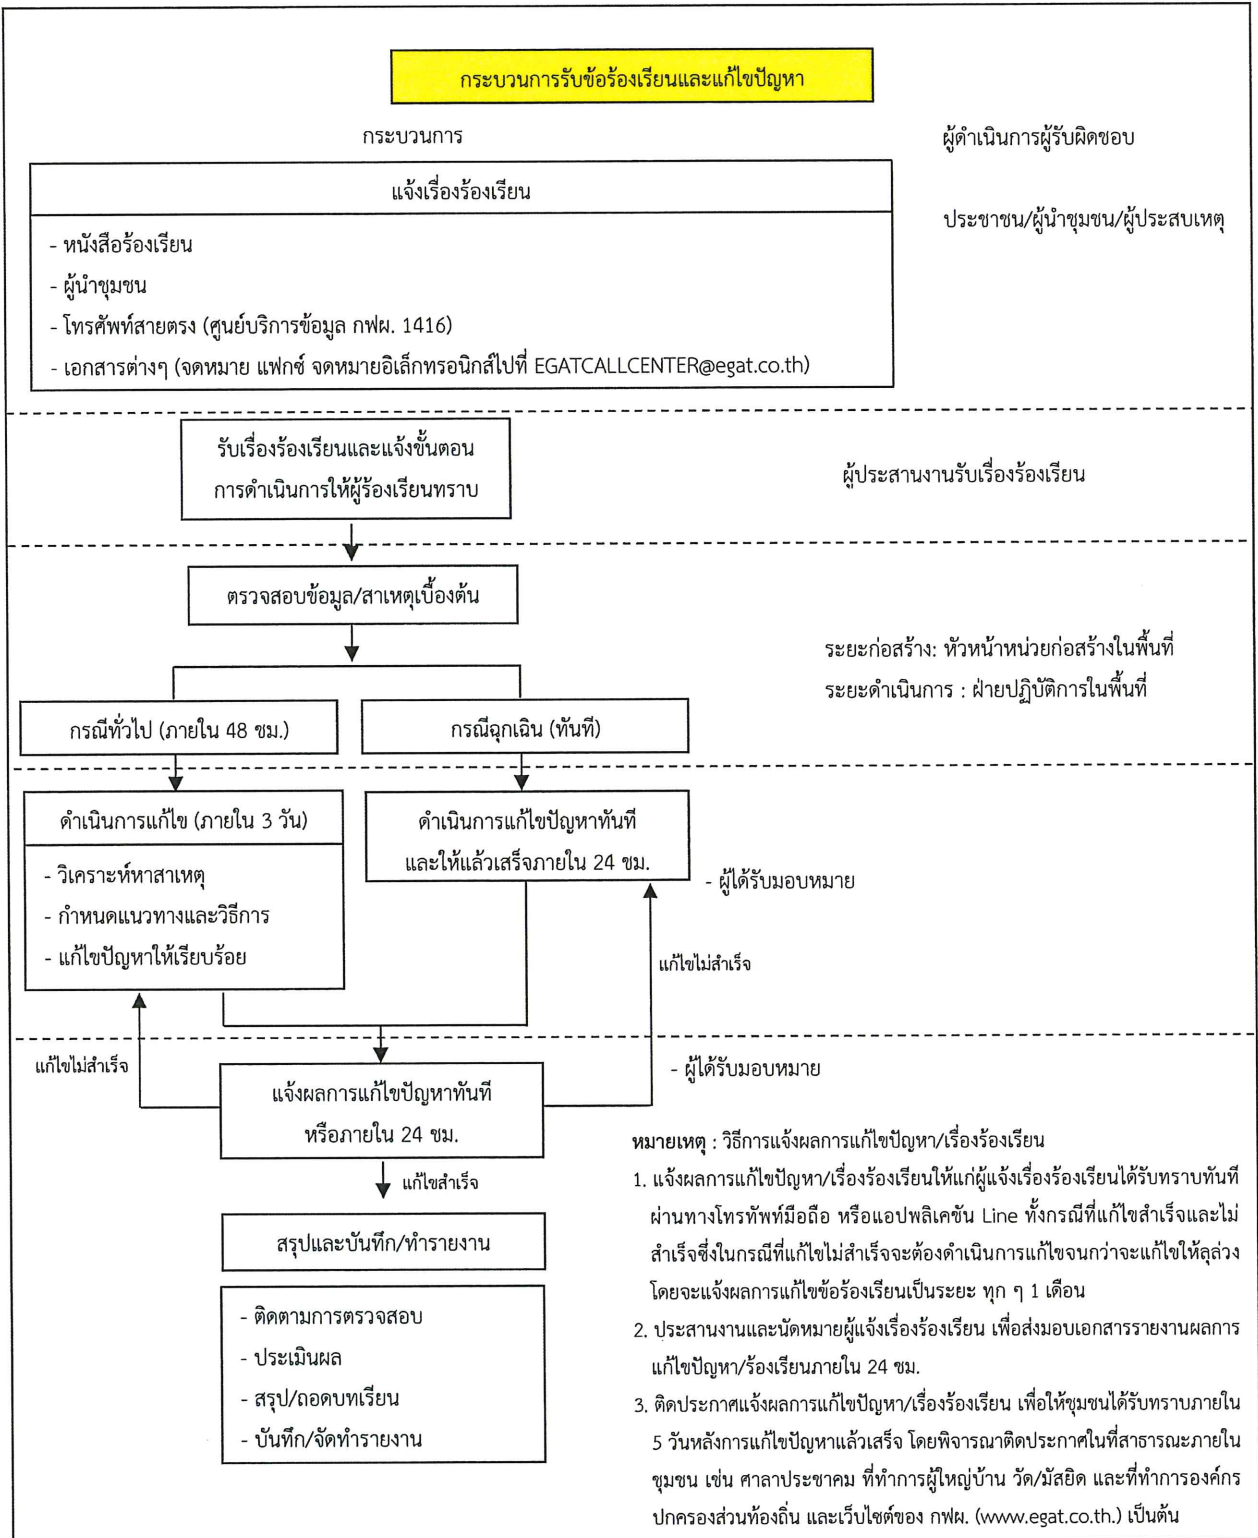 กระบวนการรับข้อร้องเรียนและแก้ไขปัญหา
กระบวนการ
ผู้ดำเนินการผู้รับผิดชอบ
แจ้งเรื่องร้องเรียน
ประชาชน/ผู้นำชุมชน/ผู้ประสบเหตุ
- หนังสือร้องเรียน
- ผู้นำชุมชน
- โทรศัพท์สายตรง (ศูนย์บริการข้อมูล กฟผ. 1416)
- เอกสารต่างๆ (จดหมาย แฟกซ์ จดหมายอิเล็กทรอนิกส์ไปที่ EGATCALLCENTER@egat.co.th)
รับเรื่องร้องเรียนและแจ้งขั้นตอน
การดำเนินการให้ผู้ร้องเรียนทราบ
ผู้ประสานงานรับเรื่องร้องเรียน
ตรวจสอบข้อมูล/สาเหตุเบื้องต้น
ระยะก่อสร้าง: หัวหน้าหน่วยก่อสร้างในพื้นที่
ระยะดำเนินการ : ฝ่ายปฏิบัติการในพื้นที่
กรณีทั่วไป (ภายใน 48 ชม.)
กรณีฉุกเฉิน (ทันที)
ดำเนินการแก้ไข (ภายใน 3 วัน)
- วิเคราะห์หาสาเหตุ
- กำหนดแนวทางและวิธีการ
- แก้ไขปัญหาให้เรียบร้อย
ดำเนินการแก้ไขปัญหาทันที
และให้แล้วเสร็จภายใน 24 ชม.
- ผู้ได้รับมอบหมาย
แก้ไขไม่สำเร็จ
แก้ไขไม่สำเร็จ
แจ้งผลการแก้ไขปัญหาทันที
หรือภายใน 24 ชม.
- ผู้ได้รับมอบหมาย
แก้ไขสำเร็จ
สรุปและบันทึก/ทำรายงาน
- ติดตามการตรวจสอบ
- ประเมินผล
- สรุป/ถอดบทเรียน
- บันทึก/จัดทำรายงาน
หมายเหตุ : วิธีการแจ้งผลการแก้ไขปัญหา/เรื่องร้องเรียน
1. แจ้งผลการแก้ไขปัญหา/เรื่องร้องเรียนให้แก่ผู้แจ้งเรื่องร้องเรียนได้รับทราบทันที
ผ่านทางโทรทัพท์มือถือ หรือแอปพลิเคชัน Line ทั้งกรณีที่แก้ไขสำเร็จและไม่
สำเร็จซึ่งในกรณีที่แก้ไขไม่สำเร็จจะต้องดำเนินการแก้ไขจนกว่าจะแก้ไขให้ลุล่วง
โดยจะแจ้งผลการแก้ไขข้อร้องเรียนเป็นระยะ ทุก ๆ 1 เดือน
2. ประสานงานและนัดหมายผู้แจ้งเรื่องร้องเรียน เพื่อส่งมอบเอกสารรายงานผลการ
แก้ไขปัญหา/ร้องเรียนภายใน 24 ชม.
3. ติดประกาศแจ้งผลการแก้ไขปัญหา/เรื่องร้องเรียน เพื่อให้ชุมชนได้รับทราบภายใน
5 วันหลังการแก้ไขปัญหาแล้วเสร็จ โดยพิจารณาติดประกาศในที่สาธารณะภายใน
ชุมชน เช่น ศาลาประชาคม ที่ทำการผู้ใหญ่บ้าน วัด/มัสยิด และที่ทำการองค์กร
ปกครองส่วนท้องถิ่น และเว็บไซต์ของ กฟผ. (www.egat.co.th.) เป็นต้น